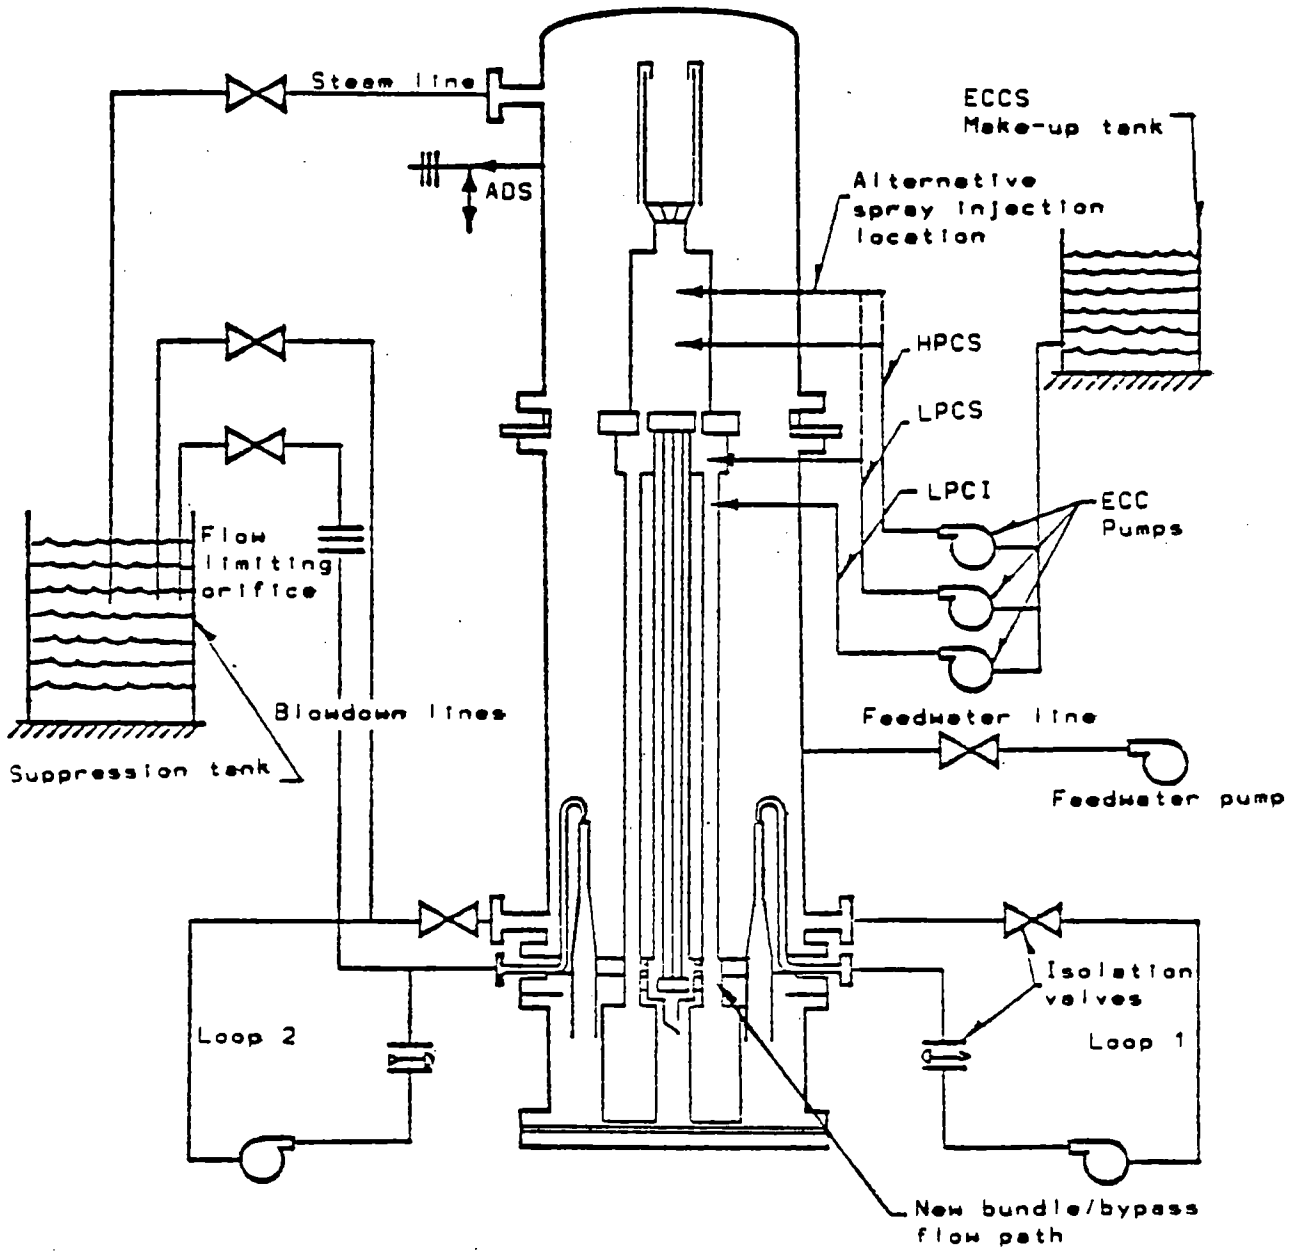 Steam line
ECCS
Make-up tank
ADS
Alternative
spray injection
location
HPCS
LPCS
LPCI
ECC
Pumps
Flow
limiting
orifice
Blowdown lines
Suppression tank
Feedwater line
Feedwater pump
Isolation
valves
Loop 2
Loop 1
New bundle/bypass
flow path